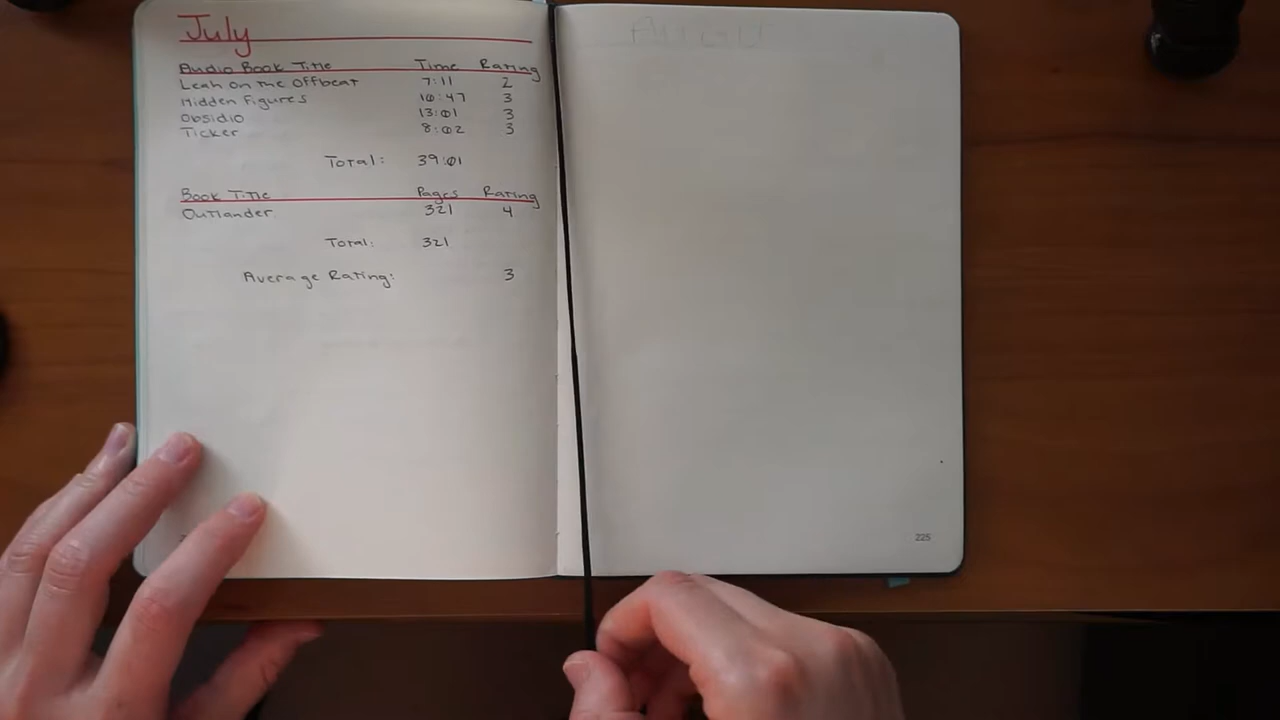 July
Audio Book Title Time Rating
Leah on the Offbeat 7:11 2
Hidden Figures 10:47 3
Obsidio 13:01 3
Ticker 8:02 3
Total: 39:01
Book Title Pages Rating
Outlander 321 4
Total: 321
Average Rating: 3
225